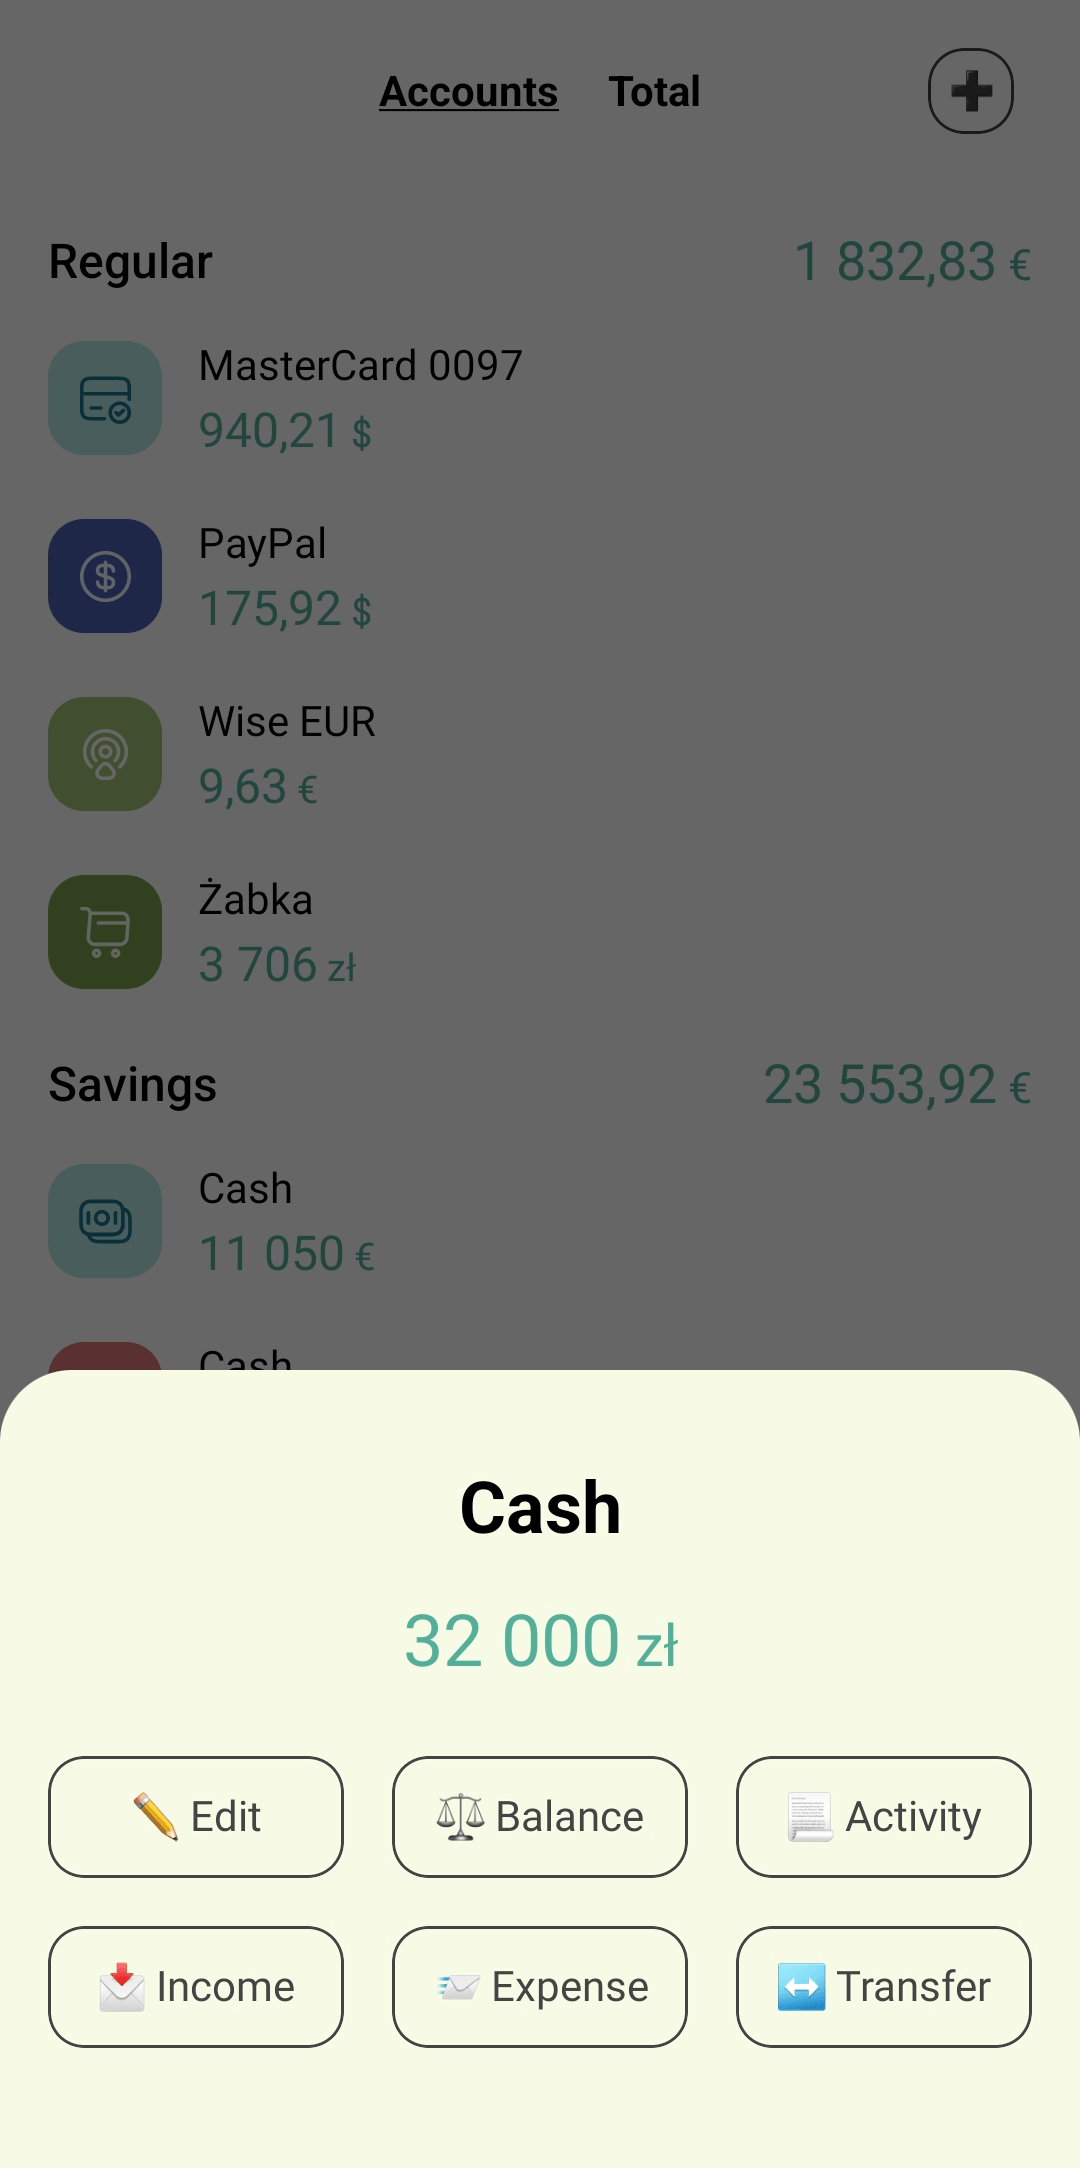 Accounts Total
Regular 1 832,83 €
MasterCard 0097
940,21 $
PayPal
175,92 $
Wise EUR
9,63 €
Żabka
3 706 zł
Savings 23 553,92 €
Cash
11 050 €
Cash
Cash
32 000 zł
Edit Balance Activity
Income Expense Transfer